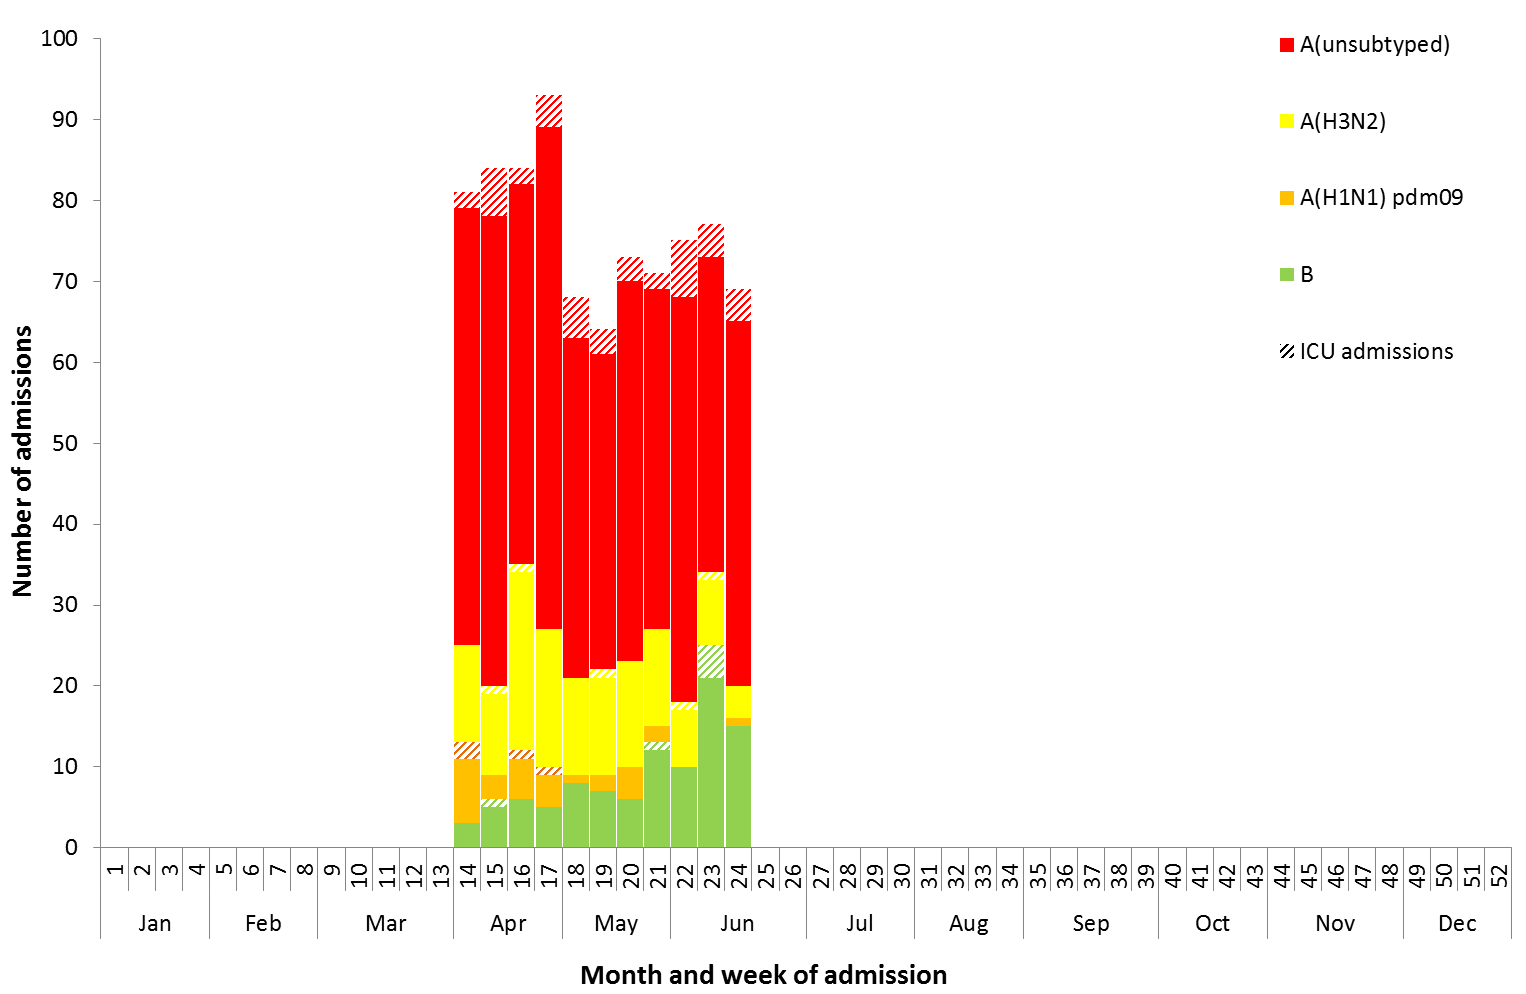 100
90
80
70
60
50
40
30
20
10
0
Number of admissions
A(unsubtyped)
A(H3N2)
A(H1N1) pdm09
B
ICU admissions
1 2 3 4 5 6 7 8 9 10 11 12 13 14 15 16 17 18 19 20 21 22 23 24 25 26 27 28 29 30 31 32 33 34 35 36 37 38 39 40 41 42 43 44 45 46 47 48 49 50 51 52
Jan Feb Mar Apr May Jun Jul Aug Sep Oct Nov Dec
Month and week of admission